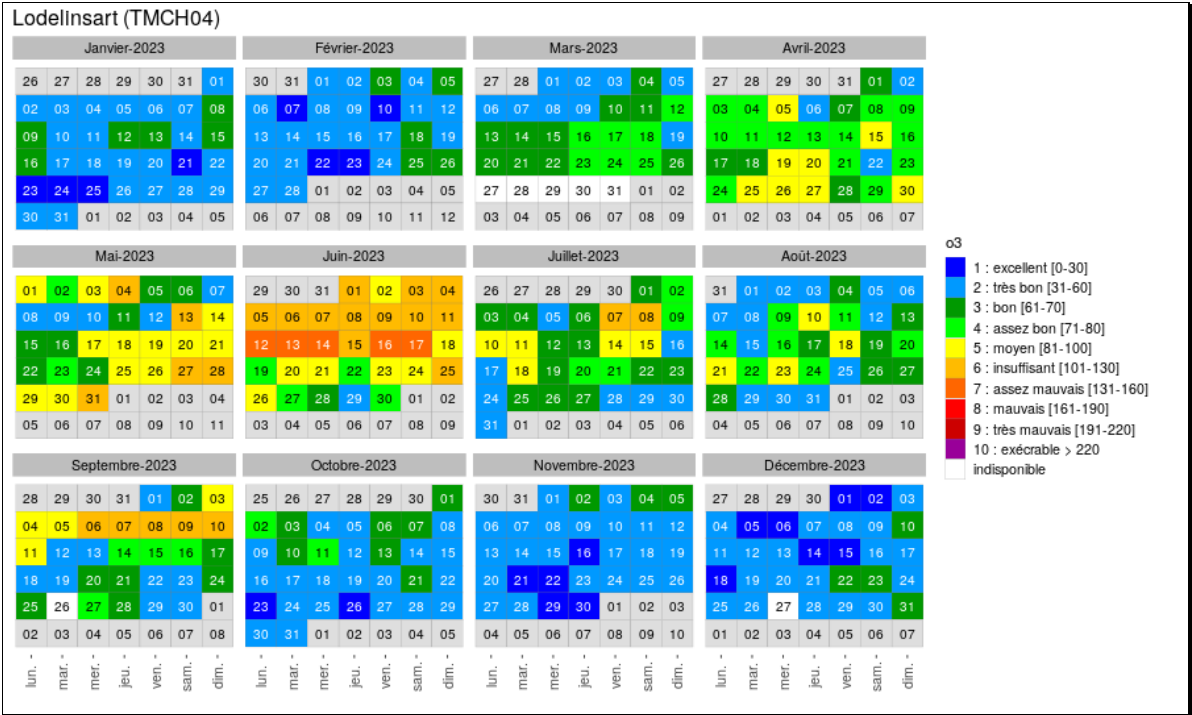 Lodelinsart (TMCH04)
Janvier-2023 Février-2023 Mars-2023 Avril-2023
26 27 28 29 30 31 01 30 31 01 02 03 04 05 27 28 01 02 03 04 05 27 28 29 30 31 01 02
02 03 04 05 06 07 08 06 07 08 09 10 11 12 06 07 08 09 10 11 12 03 04 05 06 07 08 09
09 10 11 12 13 14 15 13 14 15 16 17 18 19 13 14 15 16 17 18 19 10 11 12 13 14 15 16
16 17 18 19 20 21 22 20 21 22 23 24 25 26 20 21 22 23 24 25 26 17 18 19 20 21 22 23
23 24 25 26 27 28 29 27 28 01 02 03 04 05 27 28 29 30 31 01 02 24 25 26 27 28 29 30
30 31 01 02 03 04 05 06 07 08 09 10 11 12 03 04 05 06 07 08 09 01 02 03 04 05 06 07
Mai-2023 Juin-2023 Juillet-2023 Août-2023
01 02 03 04 05 06 07 29 30 31 01 02 03 04 26 27 28 29 30 01 02 31 01 02 03 04 05 06
08 09 10 11 12 13 14 05 06 07 08 09 10 11 03 04 05 06 07 08 09 07 08 09 10 11 12 13
15 16 17 18 19 20 21 12 13 14 15 16 17 18 10 11 12 13 14 15 16 14 15 16 17 18 19 20
22 23 24 25 26 27 28 19 20 21 22 23 24 25 17 18 19 20 21 22 23 21 22 23 24 25 26 27
29 30 31 01 02 03 04 26 27 28 29 30 01 02 24 25 26 27 28 29 30 28 29 30 31 01 02 03
05 06 07 08 09 10 11 03 04 05 06 07 08 09 31 01 02 03 04 05 06 04 05 06 07 08 09 10
Septembre-2023 Octobre-2023 Novembre-2023 Décembre-2023
28 29 30 31 01 02 03 25 26 27 28 29 30 01 30 31 01 02 03 04 05 27 28 29 30 01 02 03
04 05 06 07 08 09 10 02 03 04 05 06 07 08 06 07 08 09 10 11 12 04 05 06 07 08 09 10
11 12 13 14 15 16 17 09 10 11 12 13 14 15 13 14 15 16 17 18 19 11 12 13 14 15 16 17
18 19 20 21 22 23 24 16 17 18 19 20 21 22 20 21 22 23 24 25 26 18 19 20 21 22 23 24
25 26 27 28 29 30 01 23 24 25 26 27 28 29 27 28 29 30 01 02 03 25 26 27 28 29 30 31
02 03 04 05 06 07 08 30 31 01 02 03 04 05 04 05 06 07 08 09 10 01 02 03 04 05 06 07
lun. - mar. - mer. - jeu. - ven. - sam. - dim. - lun. - mar. - mer. - jeu. - ven. - sam. - dim. - lun. - mar. - mer. - jeu. - ven. - sam. - dim. - lun. - mar. - mer. - jeu. - ven. - sam. - dim. -
o3
1 : excellent [0-30]
2 : très bon [31-60]
3 : bon [61-70]
4 : assez bon [71-80]
5 : moyen [81-100]
6 : insuffisant [101-130]
7 : assez mauvais [131-160]
8 : mauvais [161-190]
9 : très mauvais [191-220]
10 : exécrable > 220
indisponible